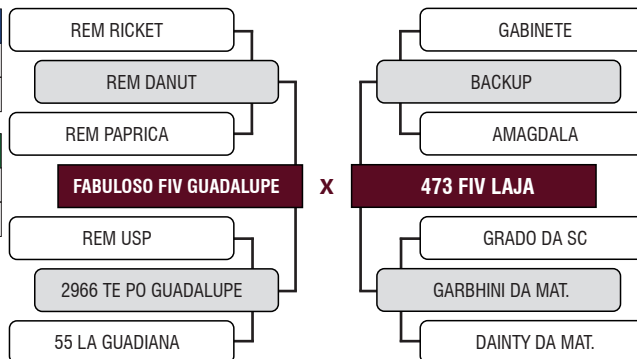 REM RICKET
REM DANUT
REM PAPRICA
FABULOSO FIV GUADALUPE
REM USP
2966 TE PO GUADALUPE
55 LA GUADIANA
X
GABINETE
BACKUP
AMAGDALA
473 FIV LAJA
GRADO DA SC
GARBHINI DA MAT.
DAINTY DA MAT.